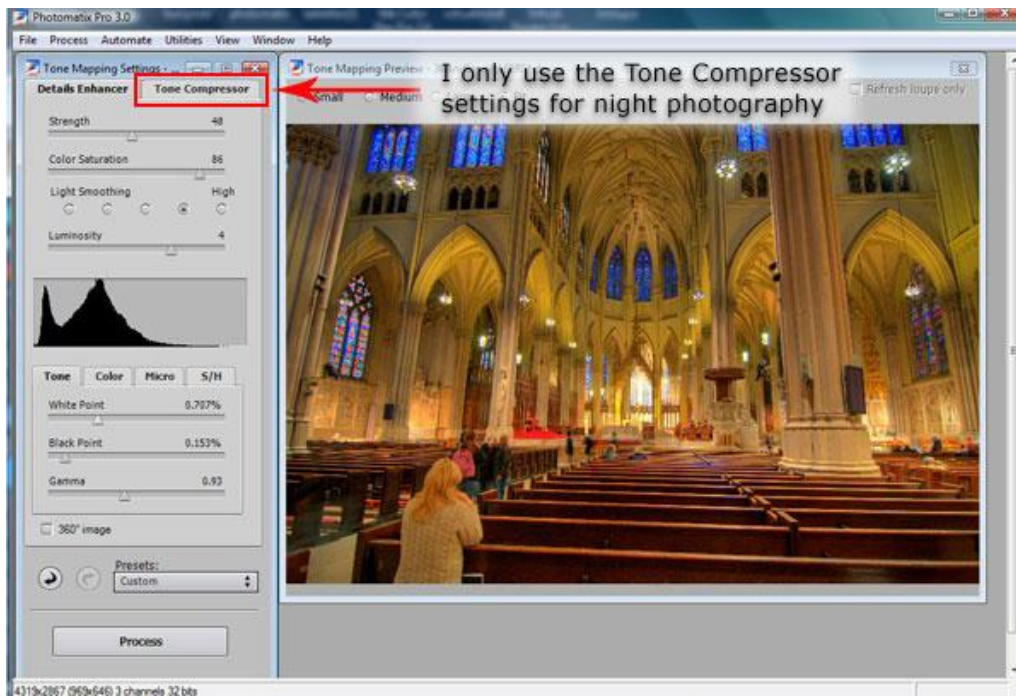 Photomatix Pro 3.0
File Process Automate Utilities View Window Help
Tone Mapping Settings - ...
Details Enhancer Tone Compressor
Strength 48
Color Saturation 86
Light Smoothing High
Luminosity 4
Tone Color Micro S/H
White Point 0.707%
Black Point 0.153%
Gamma 0.93
360° image
Presets:
Custom
Process
Tone Mapping Preview
Small Medium
Refresh loupe only
I only use the Tone Compressor
settings for night photography
4319x2867 (969x646) 3 channels 32 bits